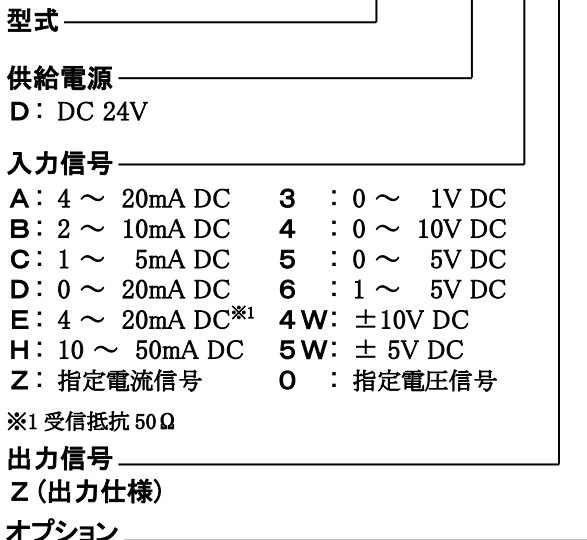 型式
供給電源
D：DC 24V
入力信号
A：4 ～ 20mA DC 3 ：0 ～ 1V DC
B：2 ～ 10mA DC 4 ：0 ～ 10V DC
C：1 ～ 5mA DC 5 ：0 ～ 5V DC
D：0 ～ 20mA DC 6 ：1 ～ 5V DC
E：4 ～ 20mA DC※1 4W：±10V DC
H：10 ～ 50mA DC 5W：± 5V DC
Z：指定電流信号 0 ：指定電圧信号
※1 受信抵抗 50Ω
出力信号
Z（出力仕様）
オプション